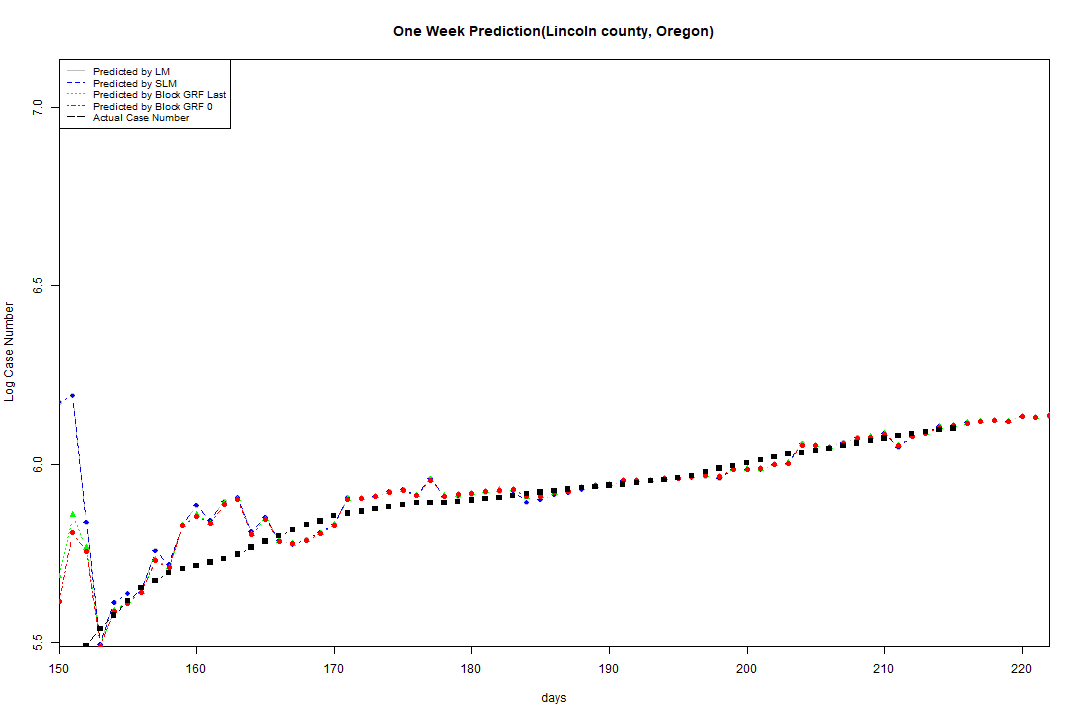 One Week Prediction(Lincoln county, Oregon)
Predicted by LM
Predicted by SLM
Predicted by Block GRF Last
Predicted by Block GRF 0
Actual Case Number
Log Case Number
7.0
6.5
6.0
5.5
150 160 170 180 190 200 210 220
days